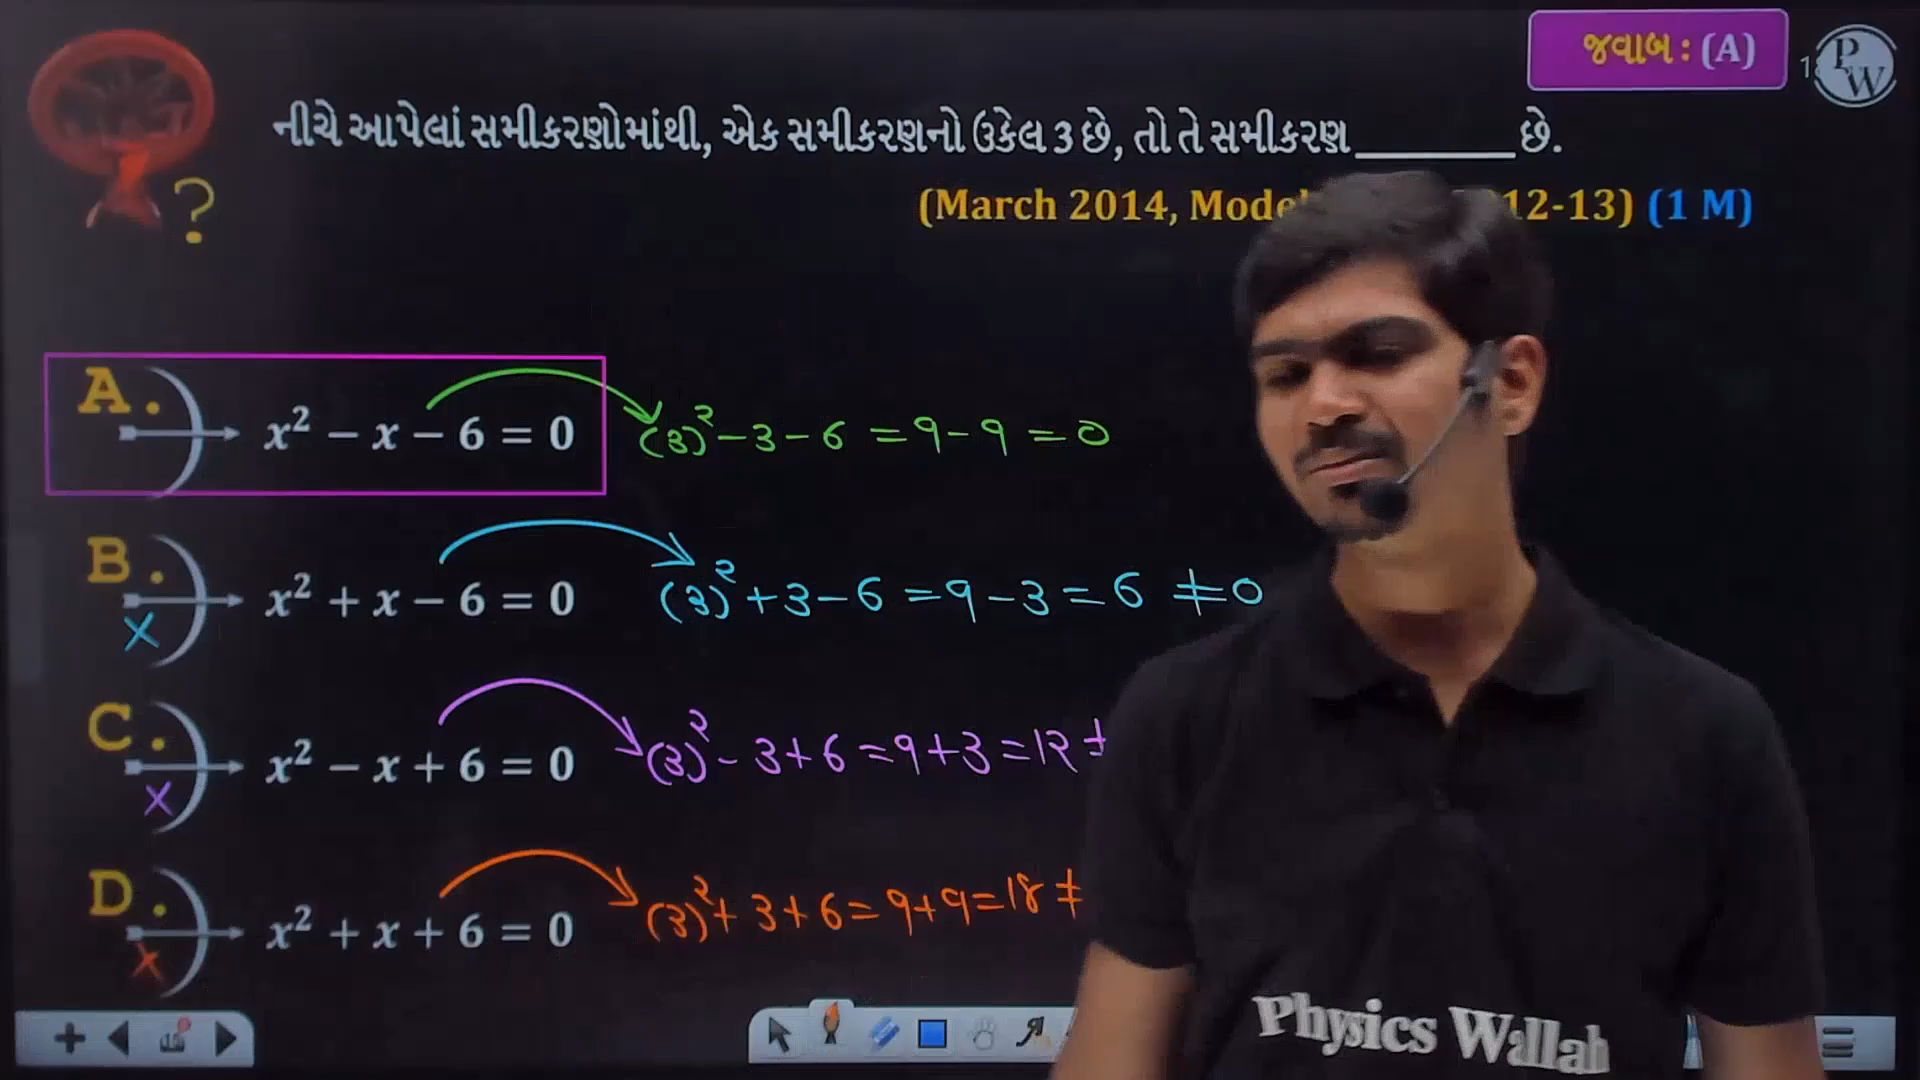 જવાબ : (A)
PW
નીચે આપેલાં સમીકરણોમાંથી, એક સમીકરણનો ઉકેલ 3 છે, તો તે સમીકરણ ________ છે.
(March 2014, 12-13) (1 M)
?
A. x² − x − 6 = 0 (3)² - 3 - 6 = 9 - 9 = 0
B. x² + x − 6 = 0 (3)² + 3 - 6 = 9 - 3 = 6 ≠ 0
C. x² − x + 6 = 0 (3)² - 3 + 6 = 9 + 3 = 12 ≠
D. x² + x + 6 = 0 (3)² + 3 + 6 = 9 + 9 = 18 ≠
Physics Wallah